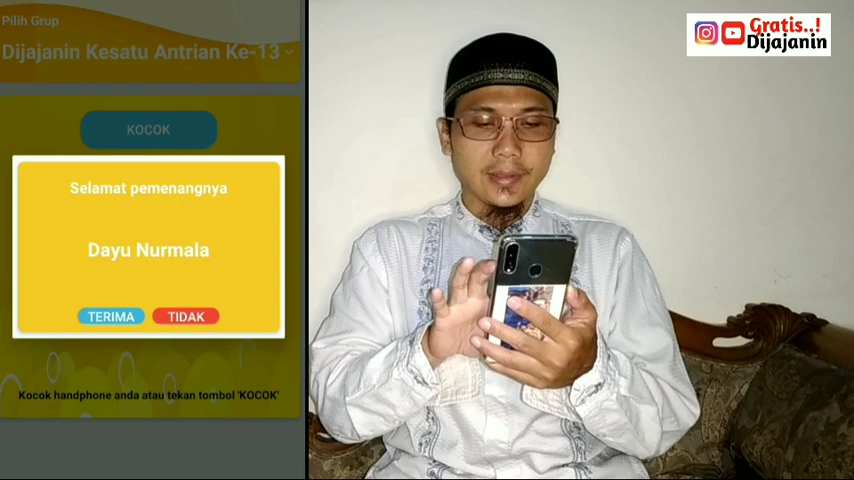 Pilih Grup
Dijajanin Kesatu Antrian Ke-13
KOCOK
Selamat pemenangnya
Dayu Nurmala
TERIMA
TIDAK
Kocok handphone anda atau tekan tombol 'KOCOK'
Gratis..!
Dijajanin